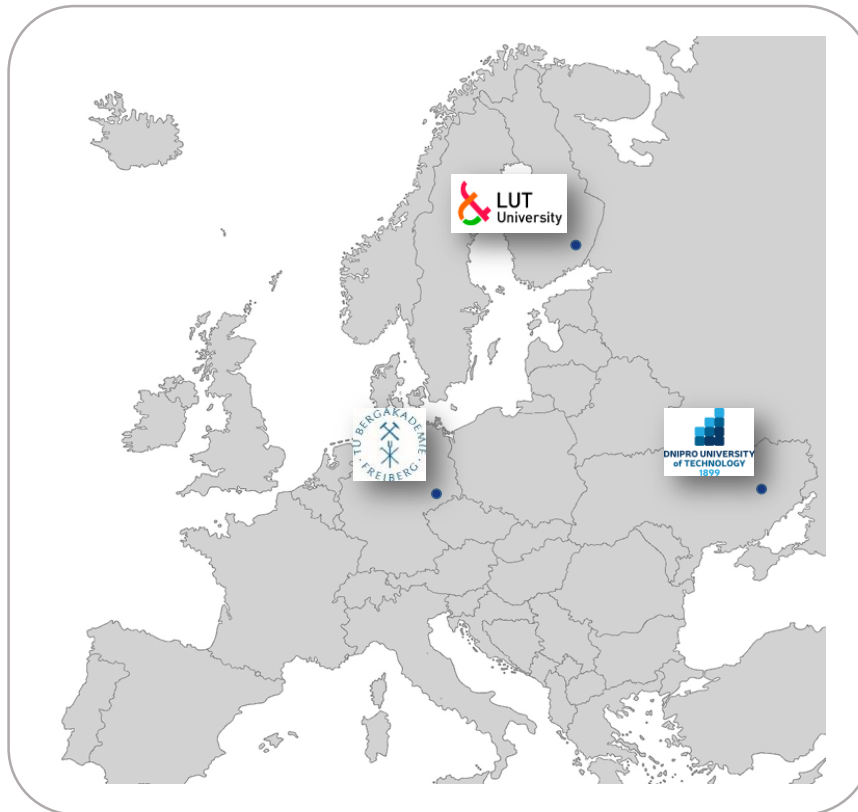 LUT
University
TU BERGAKADEMIE
FREIBERG
DNIPRO UNIVERSITY
of TECHNOLOGY
1899